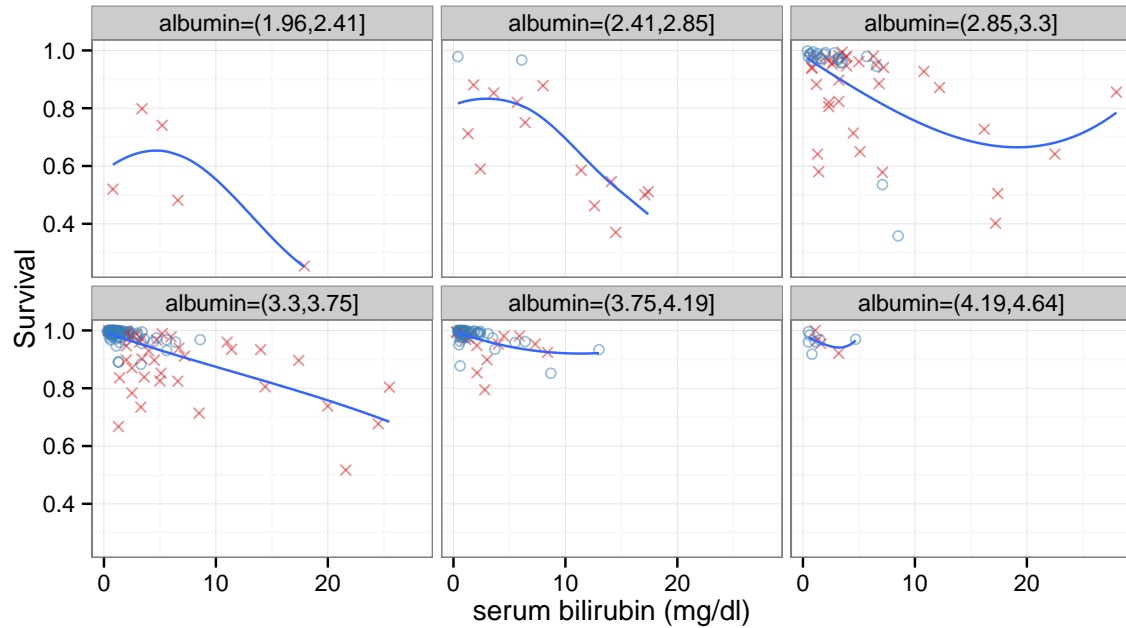 albumin=(1.96,2.41] albumin=(2.41,2.85] albumin=(2.85,3.3]
1.0
0.8
0.6
0.4
Survival
albumin=(3.3,3.75] albumin=(3.75,4.19] albumin=(4.19,4.64]
1.0
0.8
0.6
0.4
0 10 20 0 10 20 0 10 20
serum bilirubin (mg/dl)